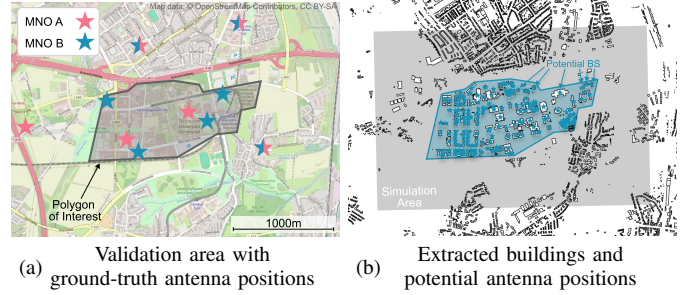 Map data: © OpenStreetMap Contributors, CC BY-SA
MNO A
MNO B
Polygon
of Interest
1000m
Potential BS
Simulation
Area
(a) Validation area with
ground-truth antenna positions
(b) Extracted buildings and
potential antenna positions